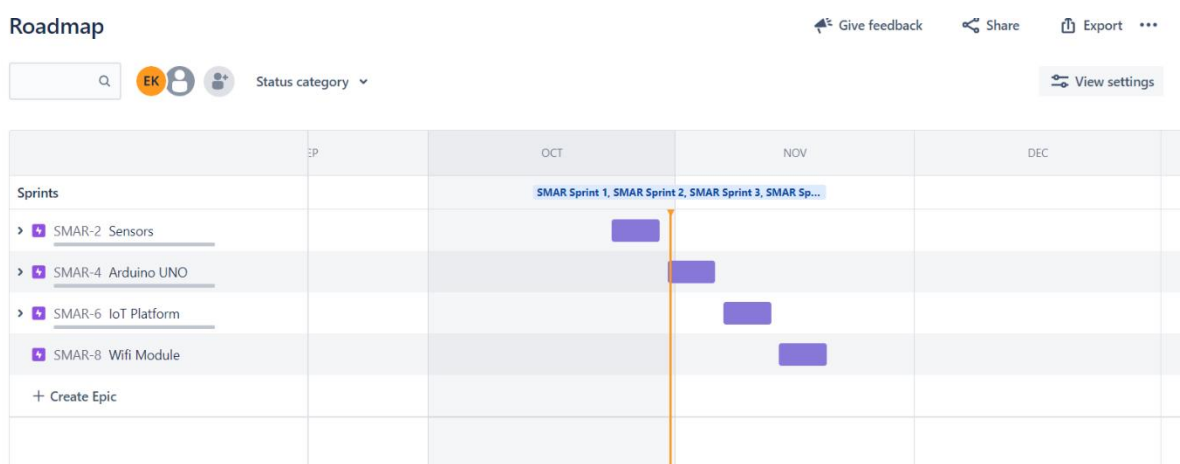 Roadmap
Give feedback
Share
Export
EK
Status category
View settings
EP
OCT
NOV
DEC
Sprints
SMAR Sprint 1, SMAR Sprint 2, SMAR Sprint 3, SMAR Sp...
SMAR-2 Sensors
SMAR-4 Arduino UNO
SMAR-6 IoT Platform
SMAR-8 Wifi Module
+ Create Epic